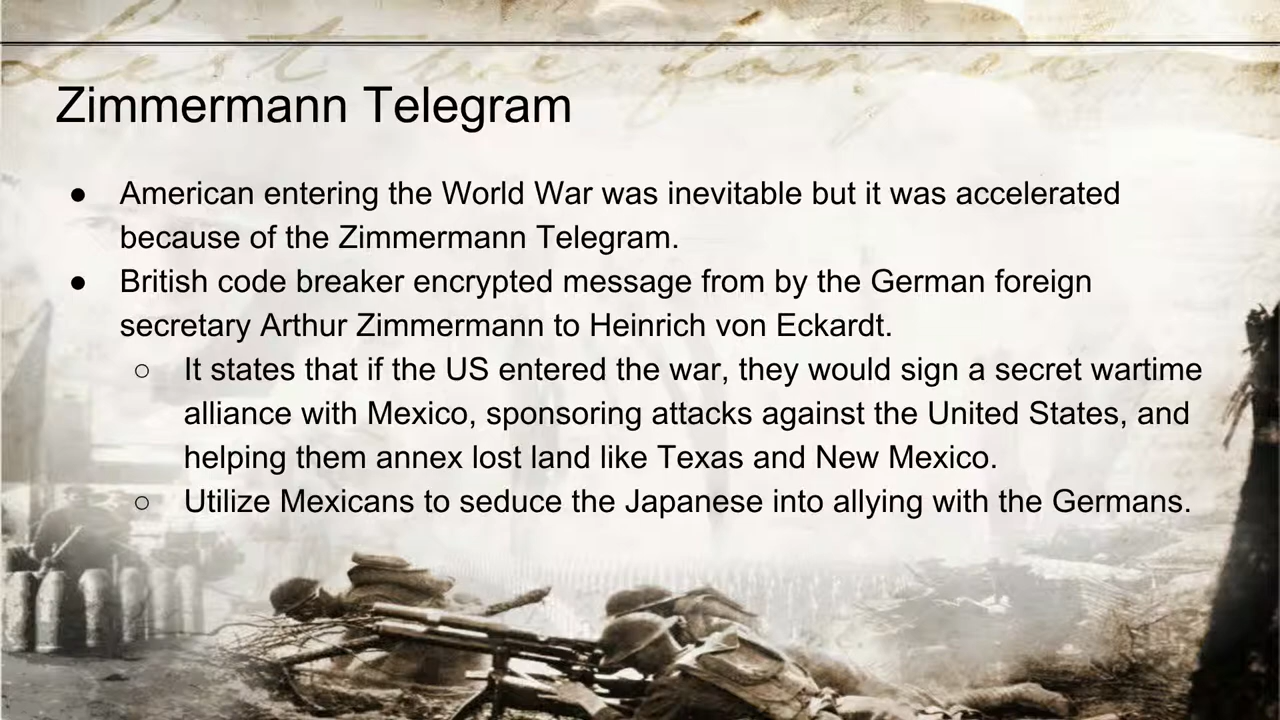 Lest we forget
Zimmermann Telegram
● American entering the World War was inevitable but it was accelerated
because of the Zimmermann Telegram.
● British code breaker encrypted message from by the German foreign
secretary Arthur Zimmermann to Heinrich von Eckardt.
○ It states that if the US entered the war, they would sign a secret wartime
alliance with Mexico, sponsoring attacks against the United States, and
helping them annex lost land like Texas and New Mexico.
○ Utilize Mexicans to seduce the Japanese into allying with the Germans.